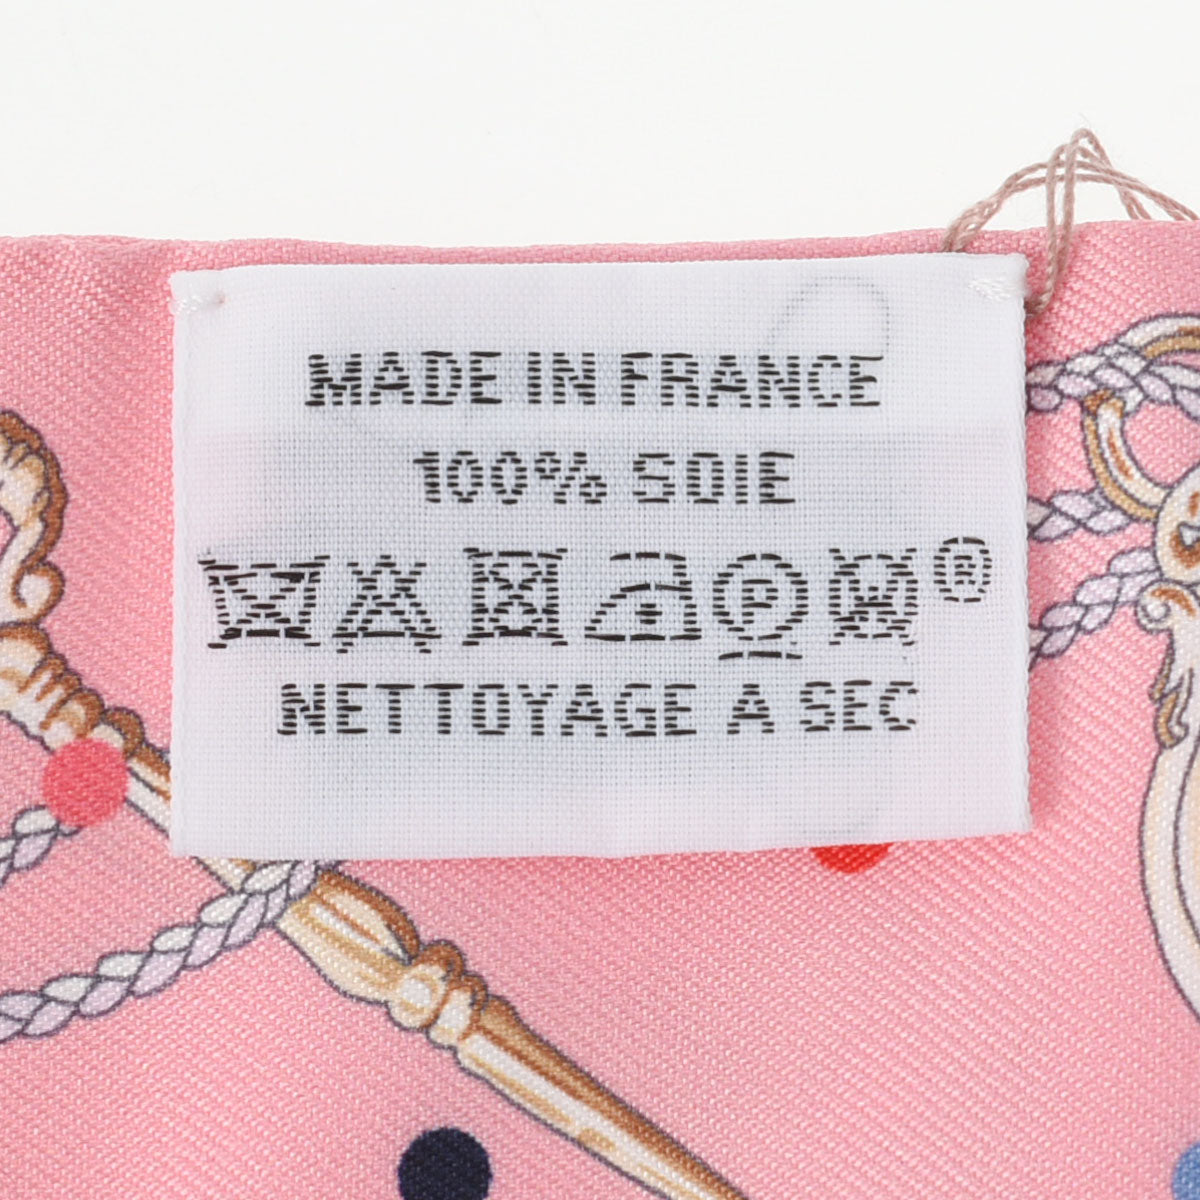 MADE IN FRANCE
100% SOIE
P W ®
NETTOYAGE A SEC